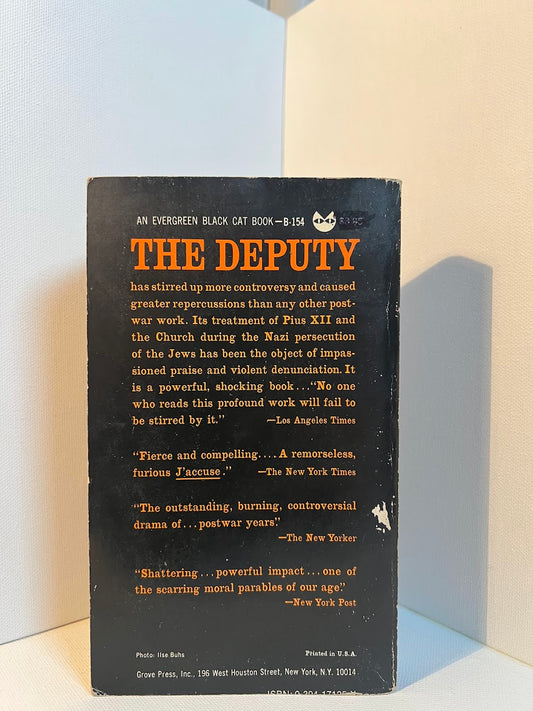 AN EVERGREEN BLACK CAT BOOK—B-154
THE DEPUTY
has stirred up more controversy and caused
greater repercussions than any other post-
war work. Its treatment of Pius XII and
the Church during the Nazi persecution
of the Jews has been the object of impas-
sioned praise and violent denunciation. It
is a powerful, shocking book..."No one
who reads this profound work will fail to
be stirred by it." —Los Angeles Times
"Fierce and compelling.... A remorseless,
furious J'accuse." —The New York Times
"The outstanding, burning, controversial
drama of...postwar years."
—The New Yorker
"Shattering...powerful impact...one of
the scarring moral parables of our age."
—New York Post
Photo: Ilse Buhs Printed in U.S.A.
Grove Press, Inc., 196 West Houston Street, New York, N.Y. 10014